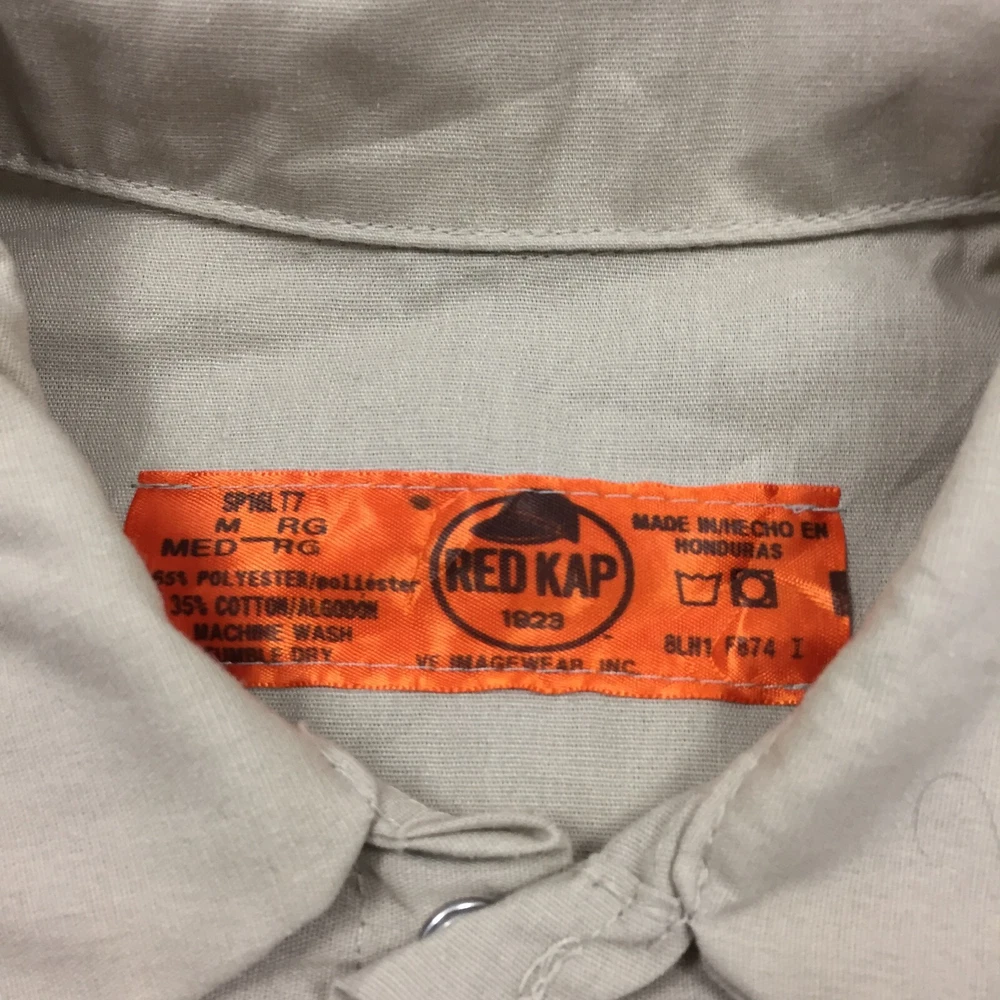 SP16LT7
M RG
MED RG
65% POLYESTER/poliéster
35% COTTON/ALGODON
MACHINE WASH
TUMBLE DRY
RED KAP
1923
VF IMAGEWEAR, INC
MADE IN/HECHO EN
HONDURAS
8LH1 F874 I